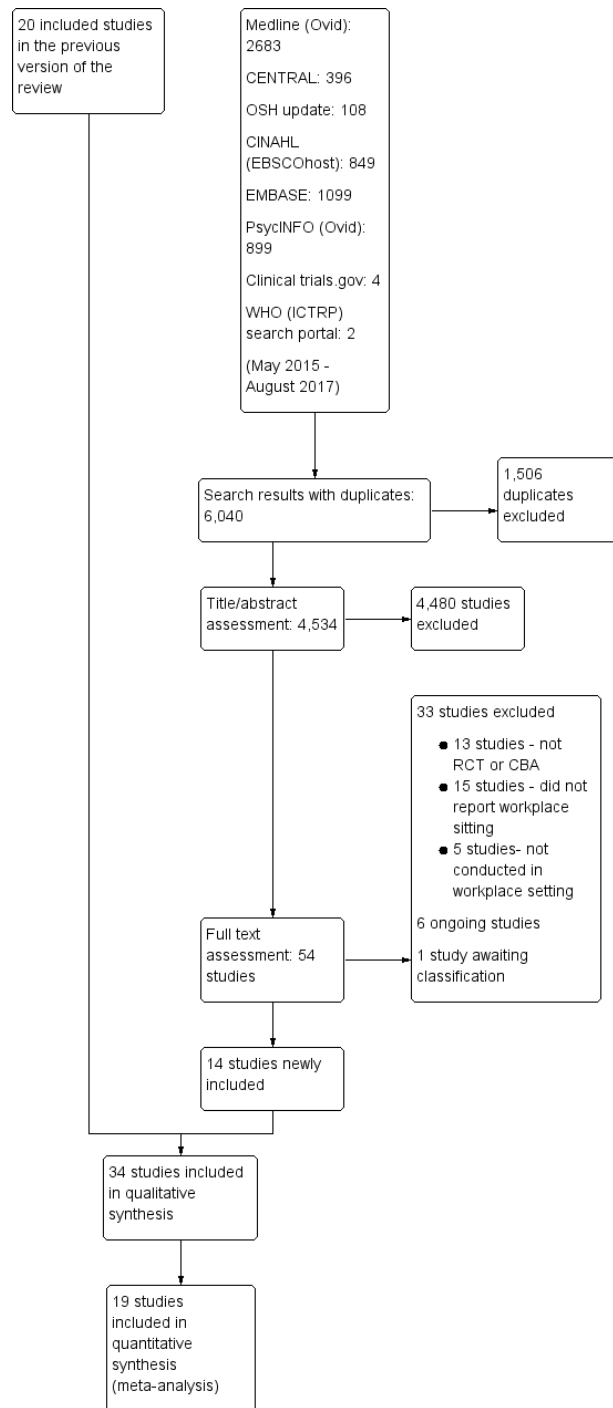 20 included studies
in the previous
version of the
review
Medline (Ovid):
2683
CENTRAL: 396
OSH update: 108
CINAHL
(EBSCOhost): 849
EMBASE: 1099
PsycINFO (Ovid):
899
Clinical trials.gov: 4
WHO (ICTRP)
search portal: 2
(May 2015 -
August 2017)
Search results with duplicates:
6,040
1,506
duplicates
excluded
Title/abstract
assessment: 4,534
4,480 studies
excluded
33 studies excluded
● 13 studies - not
RCT or CBA
● 15 studies - did not
report workplace
sitting
● 5 studies- not
conducted in
workplace setting
6 ongoing studies
1 study awaiting
classification
Full text
assessment: 54
studies
14 studies newly
included
34 studies included
in qualitative
synthesis
19 studies
included in
quantitative
synthesis
(meta-analysis)